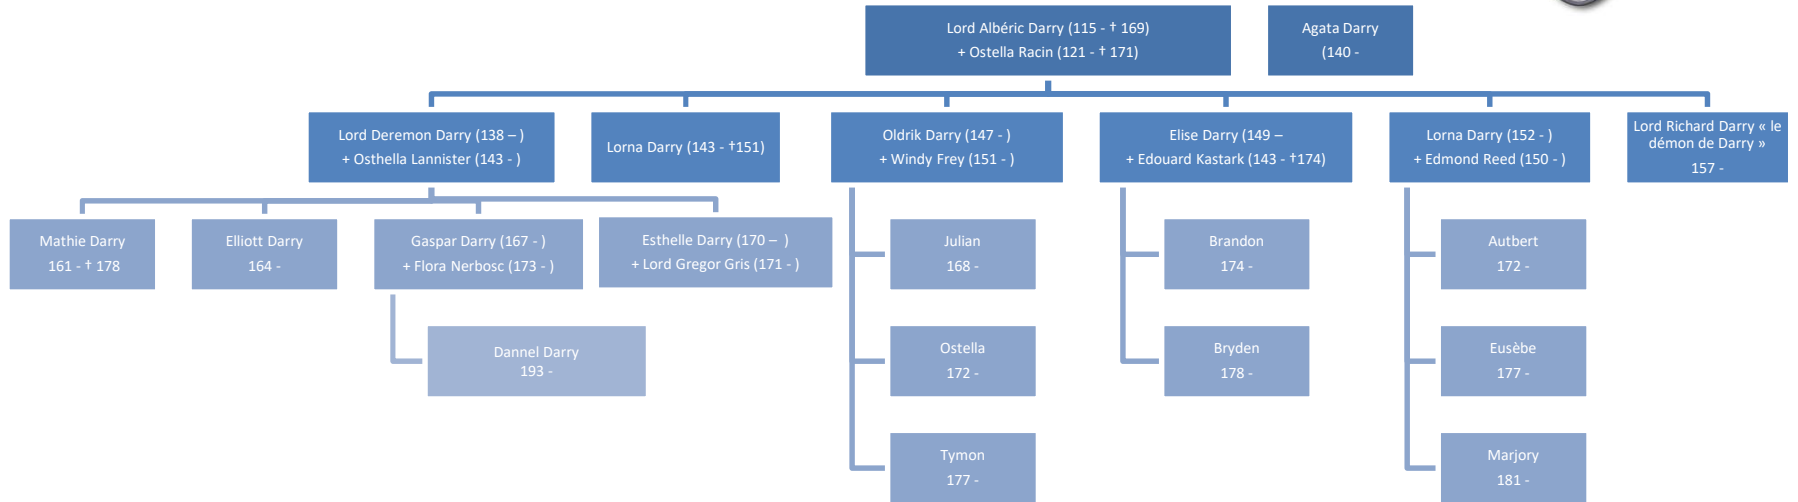 Lord Albéric Darry (115 - † 169)
+ Ostella Racin (121 - † 171)
Agata Darry
(140 -
Lord Deremon Darry (138 – )
+ Osthella Lannister (143 - )
Lorna Darry (143 - †151)
Oldrik Darry (147 - )
+ Windy Frey (151 - )
Elise Darry (149 –
+ Edouard Kastark (143 - †174)
Lorna Darry (152 - )
+ Edmond Reed (150 - )
Lord Richard Darry « le
démon de Darry »
157 -
Mathie Darry
161 - † 178
Elliott Darry
164 -
Gaspar Darry (167 - )
+ Flora Nerbosc (173 - )
Esthelle Darry (170 – )
+ Lord Gregor Gris (171 - )
Julian
168 -
Brandon
174 -
Autbert
172 -
Dannel Darry
193 -
Ostella
172 -
Bryden
178 -
Eusèbe
177 -
Tymon
177 -
Marjory
181 -